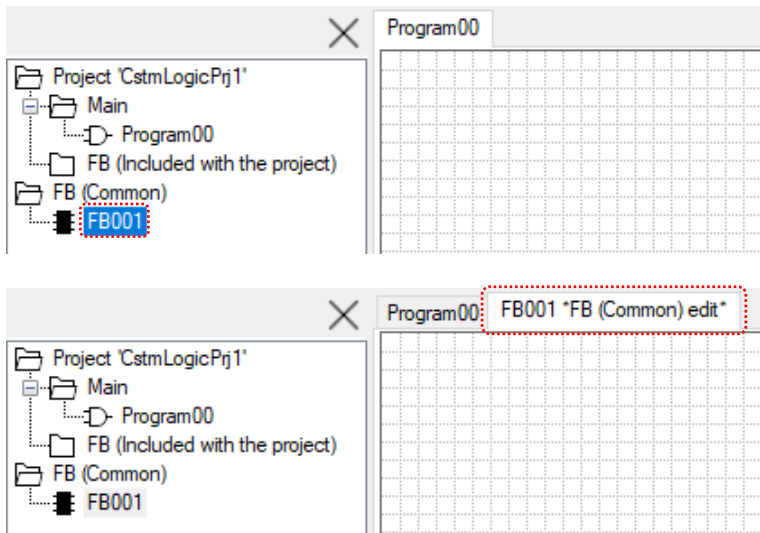 Program00
Project 'CstmLogicPrj1'
Main
Program00
FB (Included with the project)
FB (Common)
FB001
Program00 FB001 *FB (Common) edit*
Project 'CstmLogicPrj1'
Main
Program00
FB (Included with the project)
FB (Common)
FB001